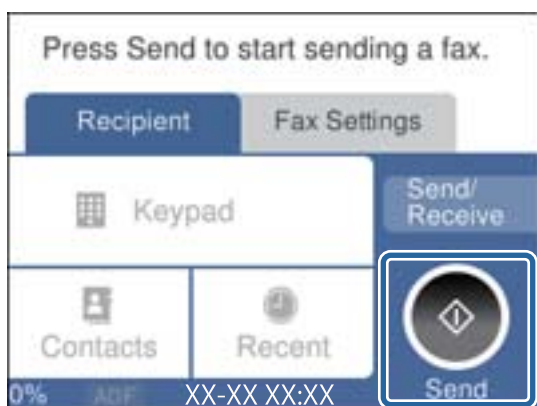 Press Send to start sending a fax.
Recipient
Fax Settings
Keypad
Send/
Receive
Contacts
Recent
0%
ADF
XX-XX XX:XX
Send